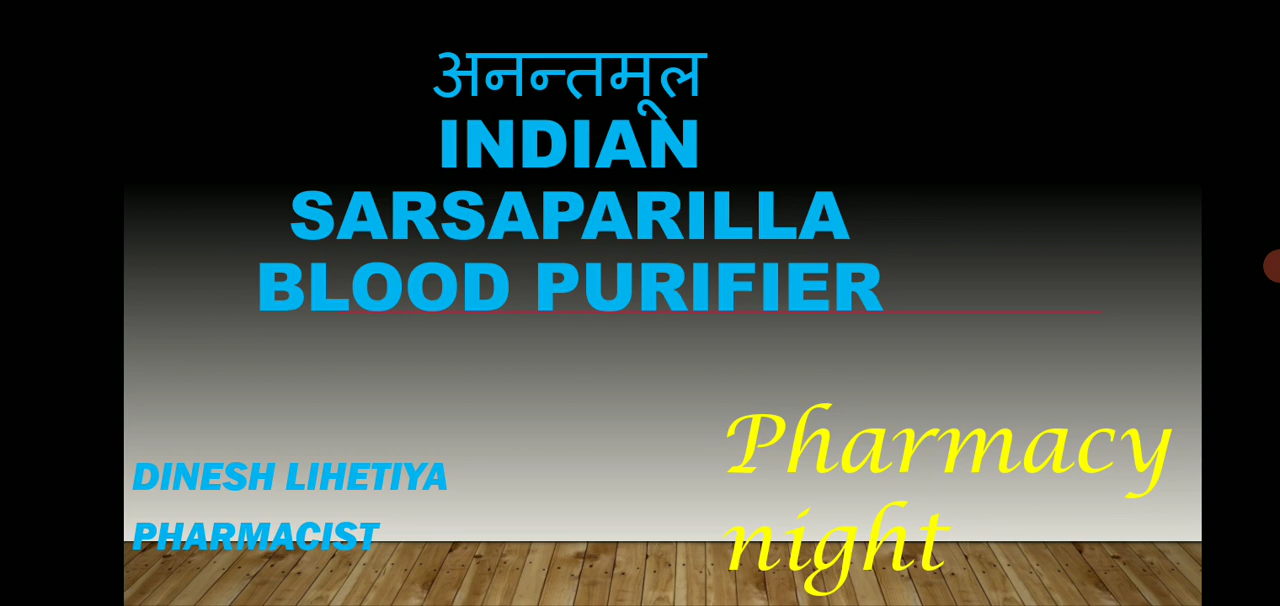 अनन्तमूल
INDIAN
SARSAPARILLA
BLOOD PURIFIER
Pharmacy
night
DINESH LIHETIYA
PHARMACIST